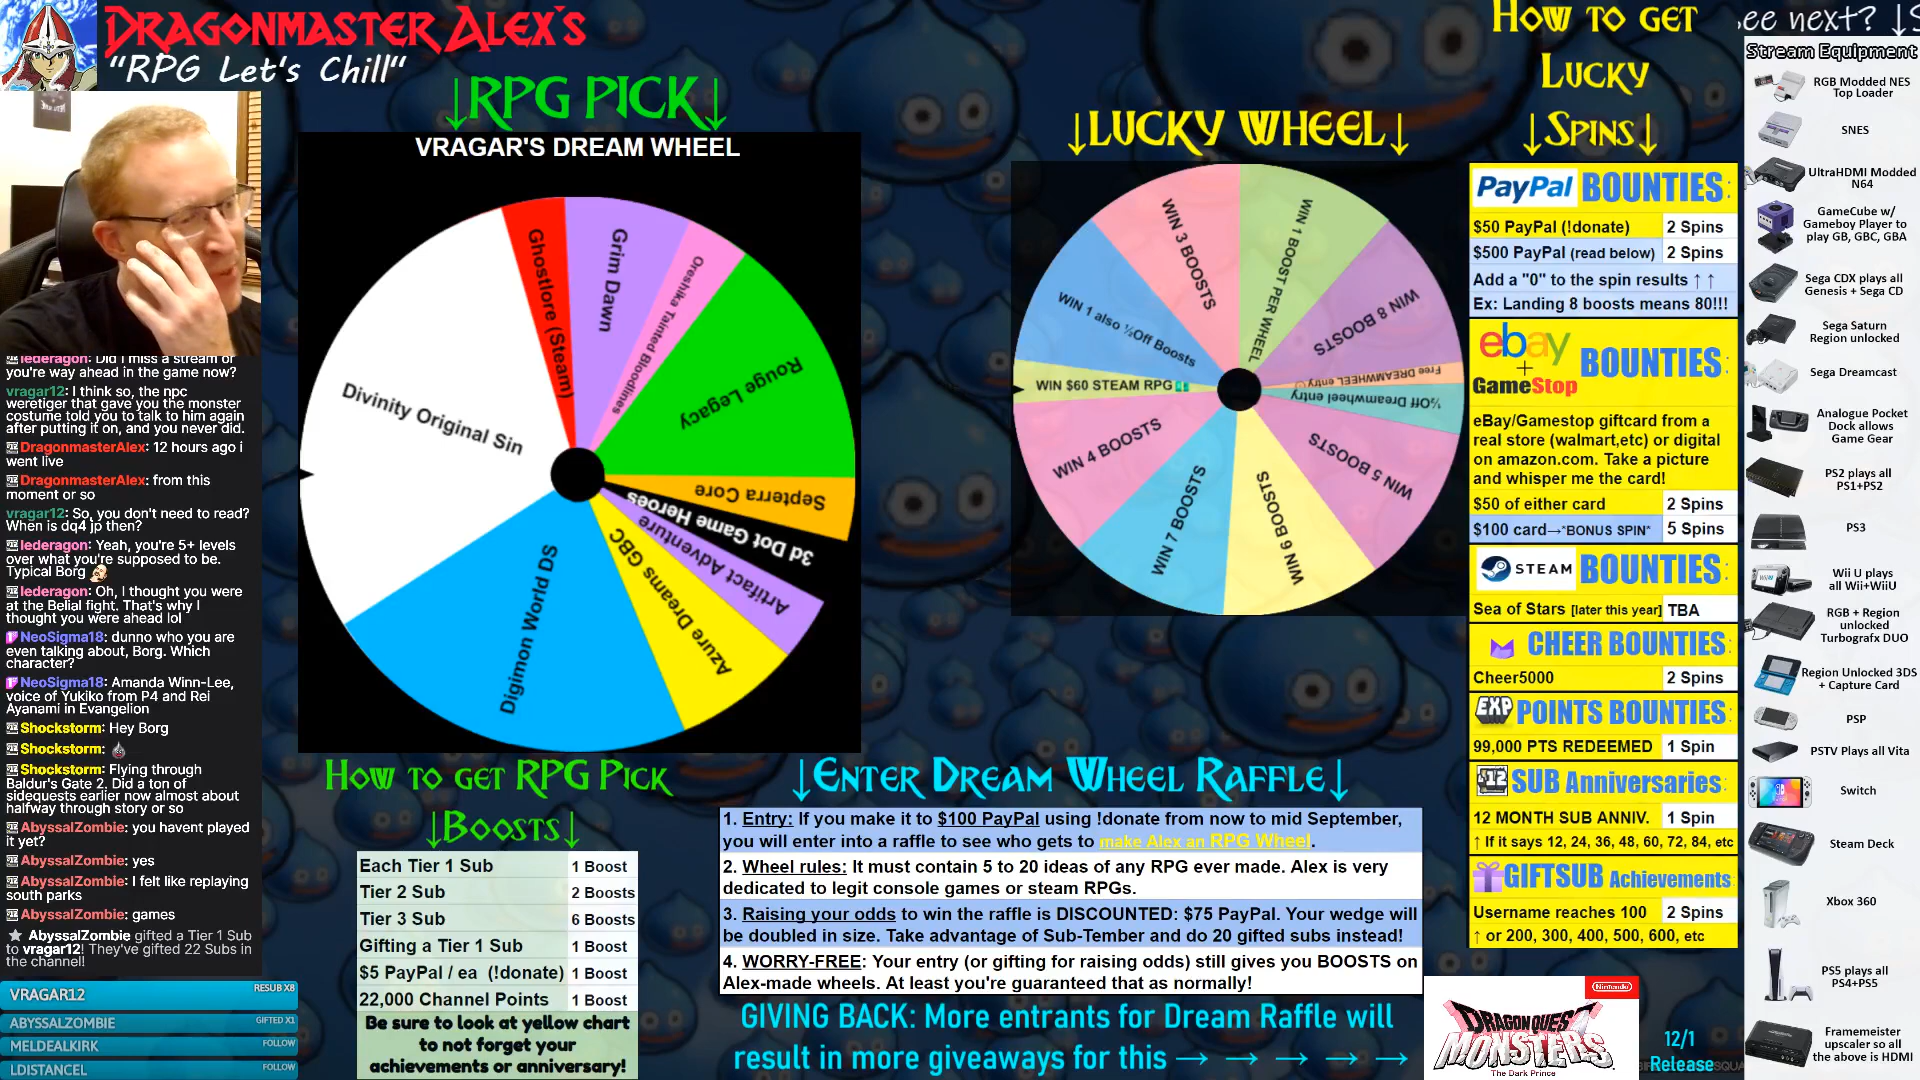 DRAGONMASTER ALEX'S
"RPG Let's Chill"
↓RPG PICK↓
VRAGAR'S DREAM WHEEL
Ghostlore (Steam)
Grim Dawn
Oreshika Tainted Bloodlines
Rouge Legacy
Septerra Core
3d Dot Game Heroes
Artifact Adventure
Azure Dreams GBC
Digimon World DS
Divinity Original Sin
↓LUCKY WHEEL↓
WIN 3 BOOSTS
WIN 1 BOOST PER WHEEL
WIN 8 BOOSTS
Free DREAMWHEEL entry
½ Off Dreamwheel entry
WIN 5 BOOSTS
WIN 6 BOOSTS
WIN 7 BOOSTS
WIN 4 BOOSTS
WIN $60 STEAM RPG
WIN 1 also ½Off Boosts
HOW TO GET
LUCKY
↓SPINS↓
PayPal BOUNTIES:
$50 PayPal (!donate) 2 Spins
$500 PayPal (read below) 2 Spins
Add a "0" to the spin results ↑ ↑
Ex: Landing 8 boosts means 80!!!
ebay
+
GameStop
BOUNTIES:
eBay/Gamestop giftcard from a
real store (walmart,etc) or digital
on amazon.com. Take a picture
and whisper me the card!
$50 of either card 2 Spins
$100 card→*BONUS SPIN* 5 Spins
STEAM BOUNTIES:
Sea of Stars [later this year] TBA
CHEER BOUNTIES:
Cheer5000 2 Spins
EXP POINTS BOUNTIES:
99,000 PTS REDEEMED 1 Spin
12 SUB Anniversaries:
12 MONTH SUB ANNIV. 1 Spin
↑ If it says 12, 24, 36, 48, 60, 72, 84, etc
GIFTSUB Achievements:
Username reaches 100 2 Spins
↑ or 200, 300, 400, 500, 600, etc
ee next? ↓S
Stream Equipment
RGB Modded NES
Top Loader
SNES
UltraHDMI Modded
N64
GameCube w/
Gameboy Player to
play GB, GBC, GBA
Sega CDX plays all
Genesis + Sega CD
Sega Saturn
Region unlocked
Sega Dreamcast
Analogue Pocket
Dock allows
Game Gear
PS2 plays all
PS1+PS2
PS3
Wii U plays
all Wii+WiiU
RGB + Region
unlocked
Turbografx DUO
Region Unlocked 3DS
+ Capture Card
PSP
PSTV Plays all Vita
Switch
Steam Deck
Xbox 360
PS5 plays all
PS4+PS5
Framemeister
upscaler so all
the above is HDMI
lederagon: Did I miss a stream or
you're way ahead in the game now?
vragar12: I think so, the npc
weretiger that gave you the monster
costume told you to talk to him again
after putting it on, and you never did.
DragonmasterAlex: 12 hours ago i
went live
DragonmasterAlex: from this
moment or so
vragar12: So, you don't need to read?
When is dq4 jp then?
lederagon: Yeah, you're 5+ levels
over what you're supposed to be.
Typical Borg
lederagon: Oh, I thought you were
at the Belial fight. That's why I
thought you were ahead lol
NeoSigma18: dunno who you are
even talking about, Borg. Which
character?
NeoSigma18: Amanda Winn-Lee,
voice of Yukiko from P4 and Rei
Ayanami in Evangelion
Shockstorm: Hey Borg
Shockstorm:
Shockstorm: Flying through
Baldur's Gate 2. Did a ton of
sidequests earlier now almost about
halfway through story or so
AbyssalZombie: you havent played
it yet?
AbyssalZombie: yes
AbyssalZombie: I felt like replaying
south parks
AbyssalZombie: games
★ AbyssalZombie gifted a Tier 1 Sub
to vragar12! They've gifted 22 Subs in
the channel!
VRAGAR12 RESUB X8
ABYSSALZOMBIE GIFTED X1
MELDEALKIRK FOLLOW
LDISTANCEL FOLLOW
HOW TO GET RPG PICK
↓BOOSTS↓
Each Tier 1 Sub 1 Boost
Tier 2 Sub 2 Boosts
Tier 3 Sub 6 Boosts
Gifting a Tier 1 Sub 1 Boost
$5 PayPal / ea (!donate) 1 Boost
22,000 Channel Points 1 Boost
Be sure to look at yellow chart
to not forget your
achievements or anniversary!
↓ENTER DREAM WHEEL RAFFLE↓
1. Entry: If you make it to $100 PayPal using !donate from now to mid September,
you will enter into a raffle to see who gets to make Alex an RPG Wheel.
2. Wheel rules: It must contain 5 to 20 ideas of any RPG ever made. Alex is very
dedicated to legit console games or steam RPGs.
3. Raising your odds to win the raffle is DISCOUNTED: $75 PayPal. Your wedge will
be doubled in size. Take advantage of Sub-Tember and do 20 gifted subs instead!
4. WORRY-FREE: Your entry (or gifting for raising odds) still gives you BOOSTS on
Alex-made wheels. At least you're guaranteed that as normally!
GIVING BACK: More entrants for Dream Raffle will
result in more giveaways for this → → → → →
Nintendo
DRAGON QUEST
MONSTERS
The Dark Prince
12/1
Release